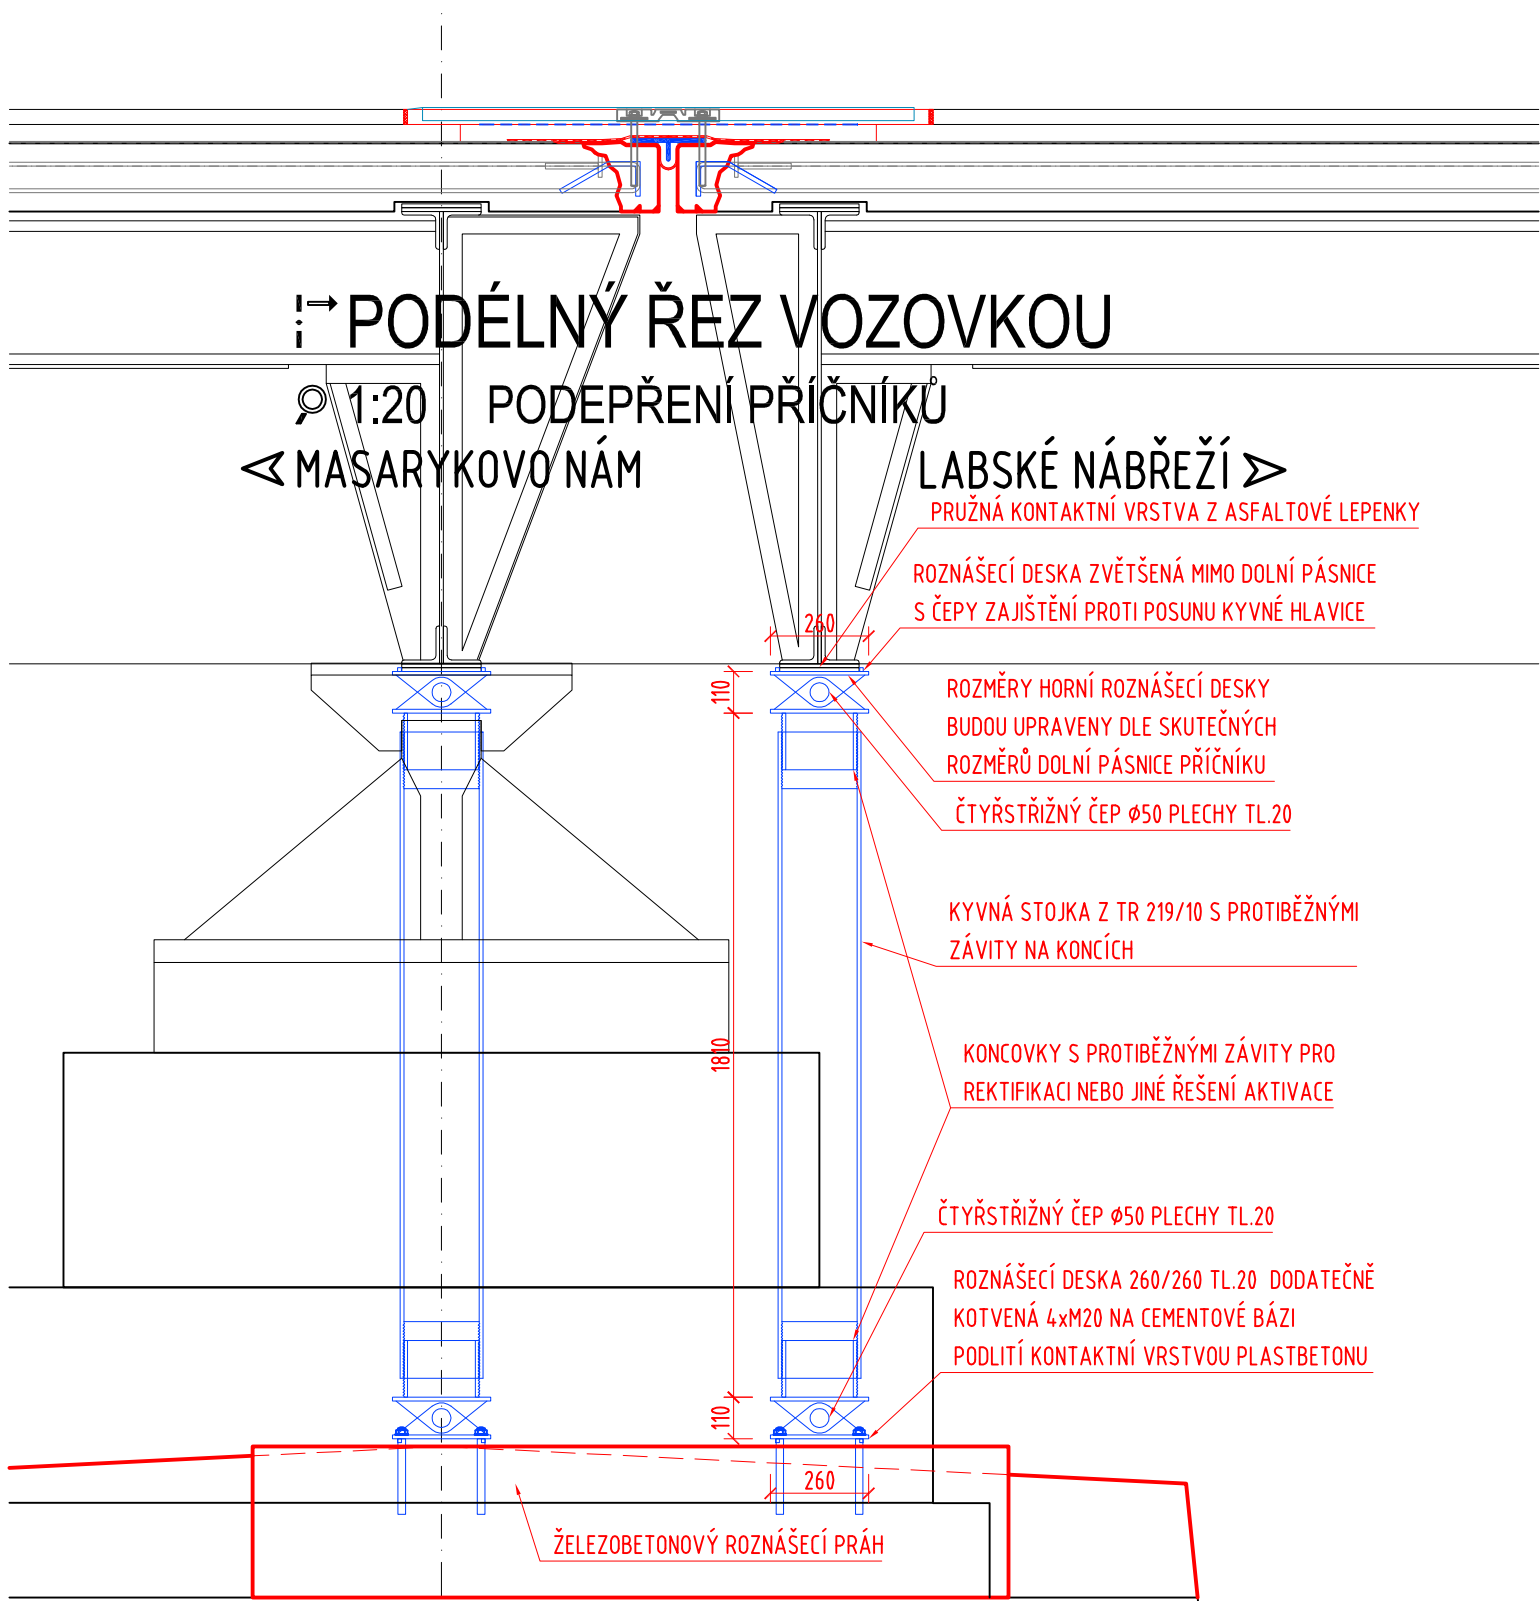 PODÉLNÝ ŘEZ VOZOVKOU
1:20 PODEPŘENÍ PŘÍČNÍKŮ
MASARYKOVO NÁM
LABSKÉ NÁBŘEŽÍ
PRUŽNÁ KONTAKTNÍ VRSTVA Z ASFALTOVÉ LEPENKY
ROZNÁŠECÍ DESKA ZVĚTŠENÁ MIMO DOLNÍ PÁSNICE
S ČEPY ZAJIŠTĚNÍ PROTI POSUNU KYVNÉ HLAVICE
260
110
ROZMĚRY HORNÍ ROZNÁŠECÍ DESKY
BUDOU UPRAVENY DLE SKUTEČNÝCH
ROZMĚRŮ DOLNÍ PÁSNICE PŘÍČNÍKU
ČTYŘSTŘIŽNÝ ČEP Ø50 PLECHY TL.20
KYVNÁ STOJKA Z TR 219/10 S PROTIBĚŽNÝMI
ZÁVITY NA KONCÍCH
1810
KONCOVKY S PROTIBĚŽNÝMI ZÁVITY PRO
REKTIFIKACI NEBO JINÉ ŘEŠENÍ AKTIVACE
ČTYŘSTŘIŽNÝ ČEP Ø50 PLECHY TL.20
ROZNÁŠECÍ DESKA 260/260 TL.20 DODATEČNĚ
KOTVENÁ 4xM20 NA CEMENTOVÉ BÁZI
PODLITÍ KONTAKTNÍ VRSTVOU PLASTBETONU
110
260
ŽELEZOBETONOVÝ ROZNÁŠECÍ PRÁH